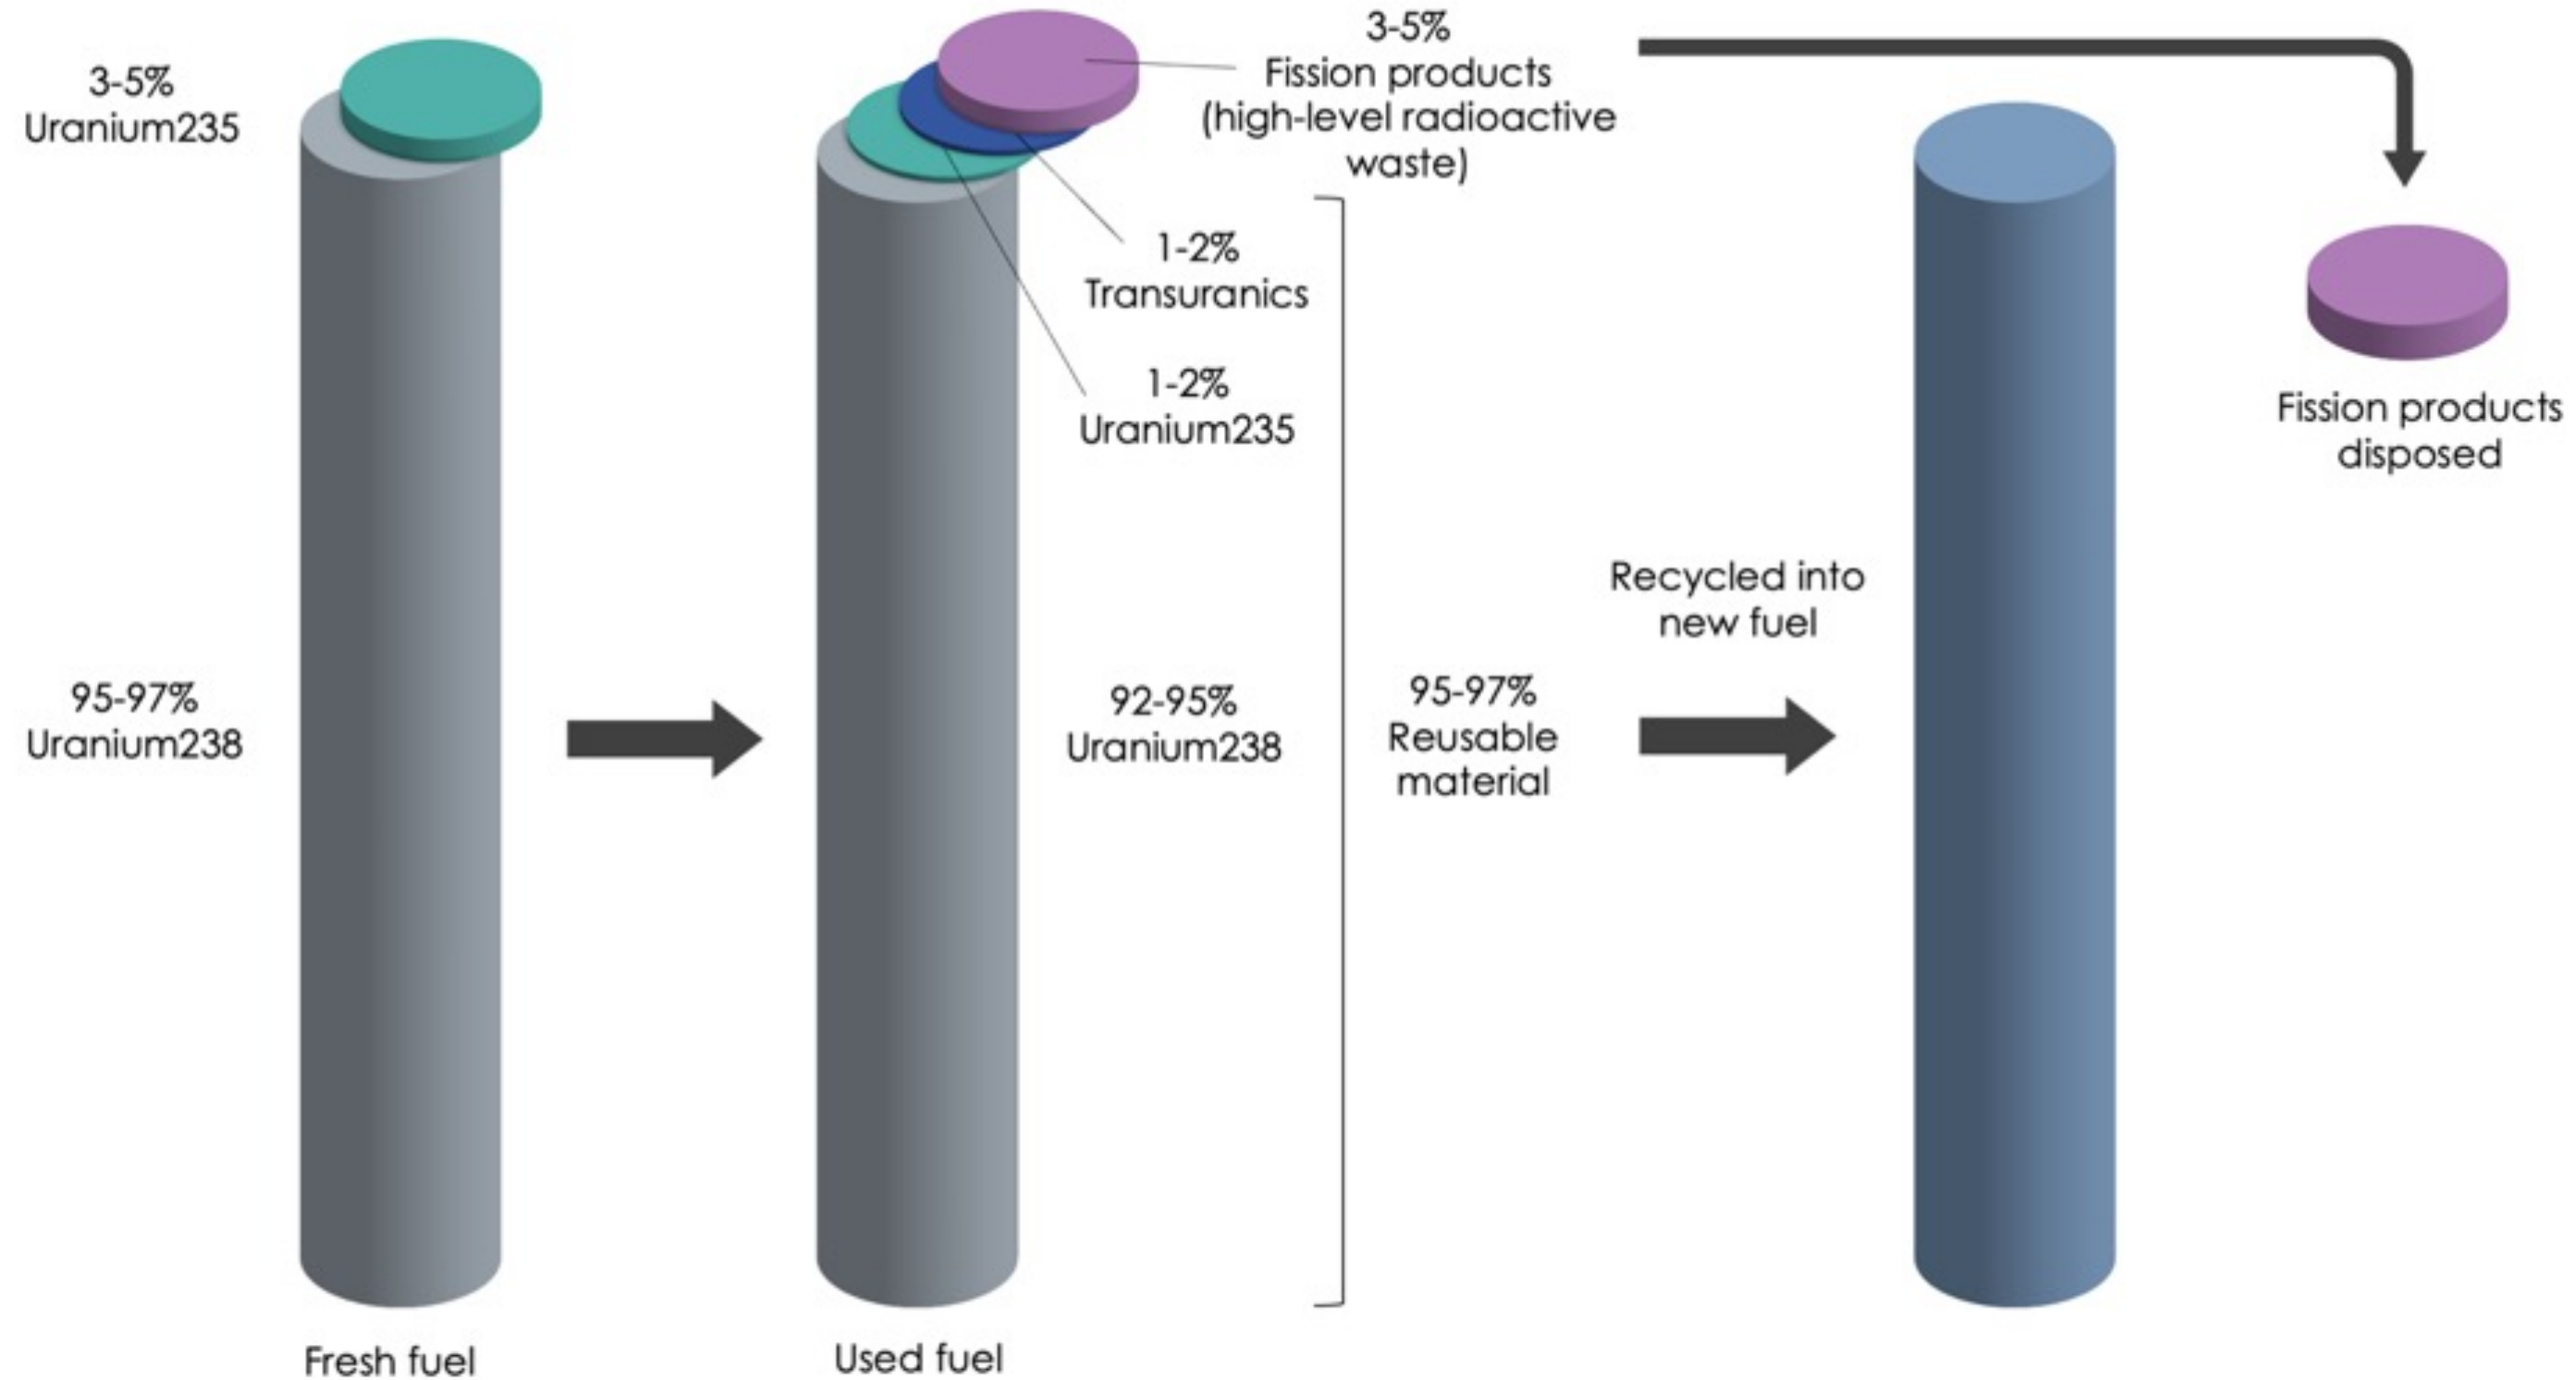 3-5%
Uranium235
95-97%
Uranium238
Fresh fuel
3-5%
Fission products
(high-level radioactive
waste)
1-2%
Transuranics
1-2%
Uranium235
92-95%
Uranium238
Used fuel
95-97%
Reusable
material
Recycled into
new fuel
Fission products
disposed